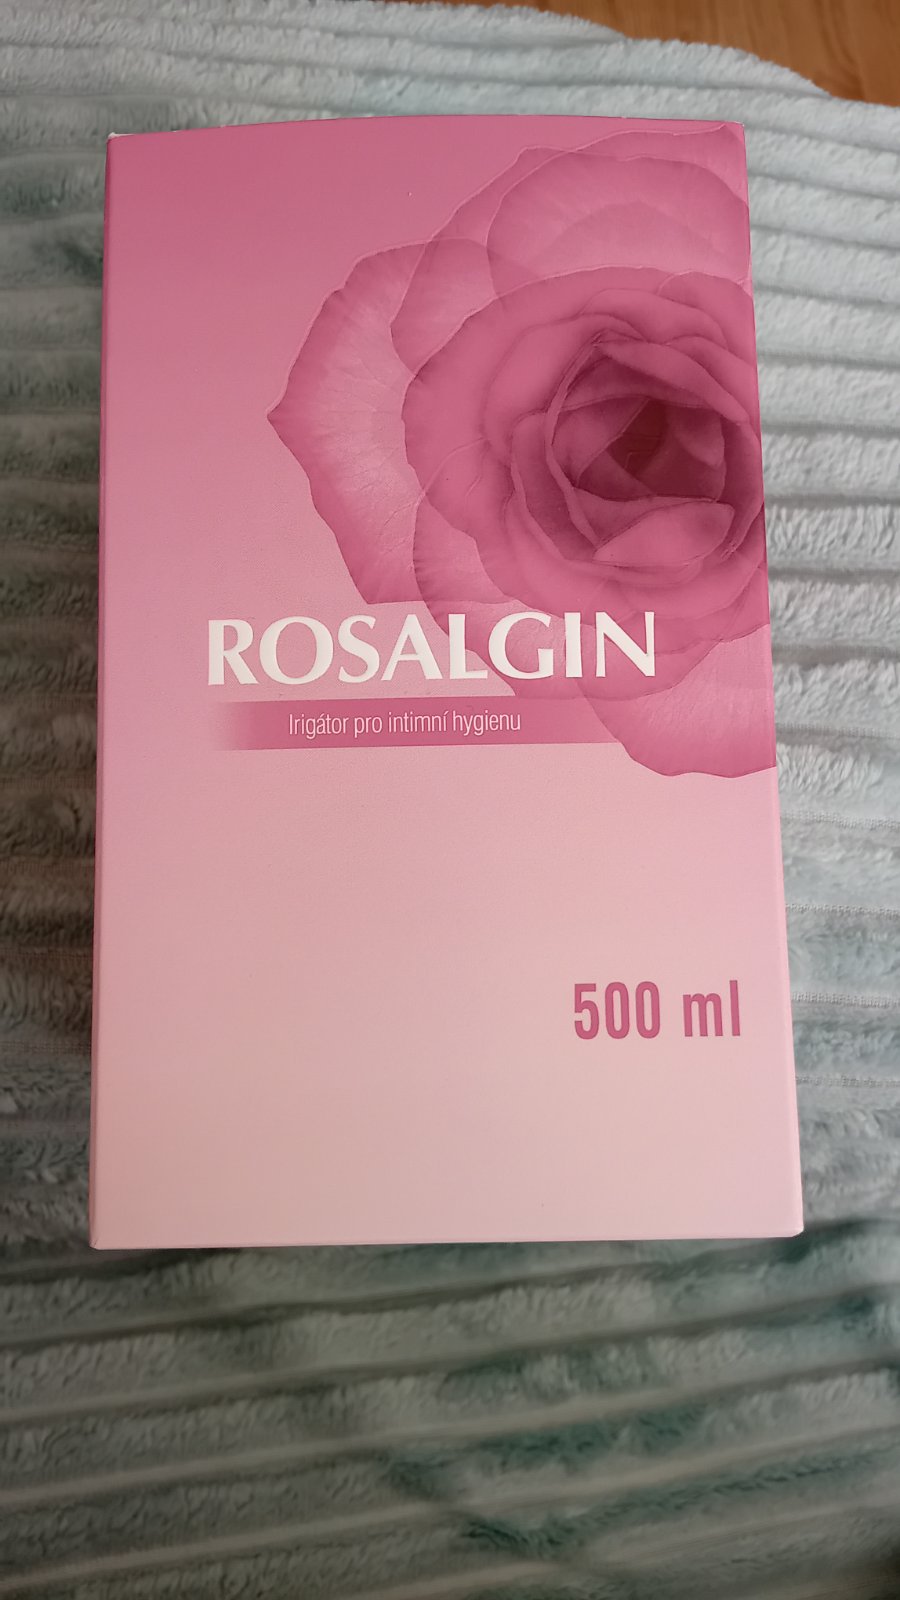 ROSALGIN
Irigátor pro intimní hygienu
500 ml